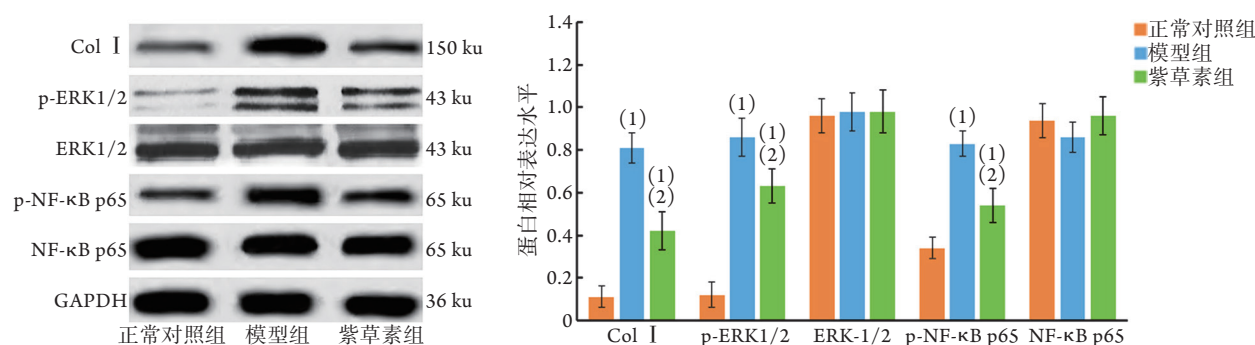 Col Ⅰ
150 ku
p-ERK1/2
43 ku
ERK1/2
43 ku
p-NF-κB p65
65 ku
NF-κB p65
65 ku
GAPDH
36 ku
正常对照组 模型组 紫草素组
蛋白相对表达水平
1.4
1.2
1.0
0.8
0.6
0.4
0.2
0
(1)
(1)
(2)
(1)
(1)
(2)
(1)
(1)
(2)
Col Ⅰ p-ERK1/2 ERK-1/2 p-NF-κB p65 NF-κB p65
正常对照组
模型组
紫草素组